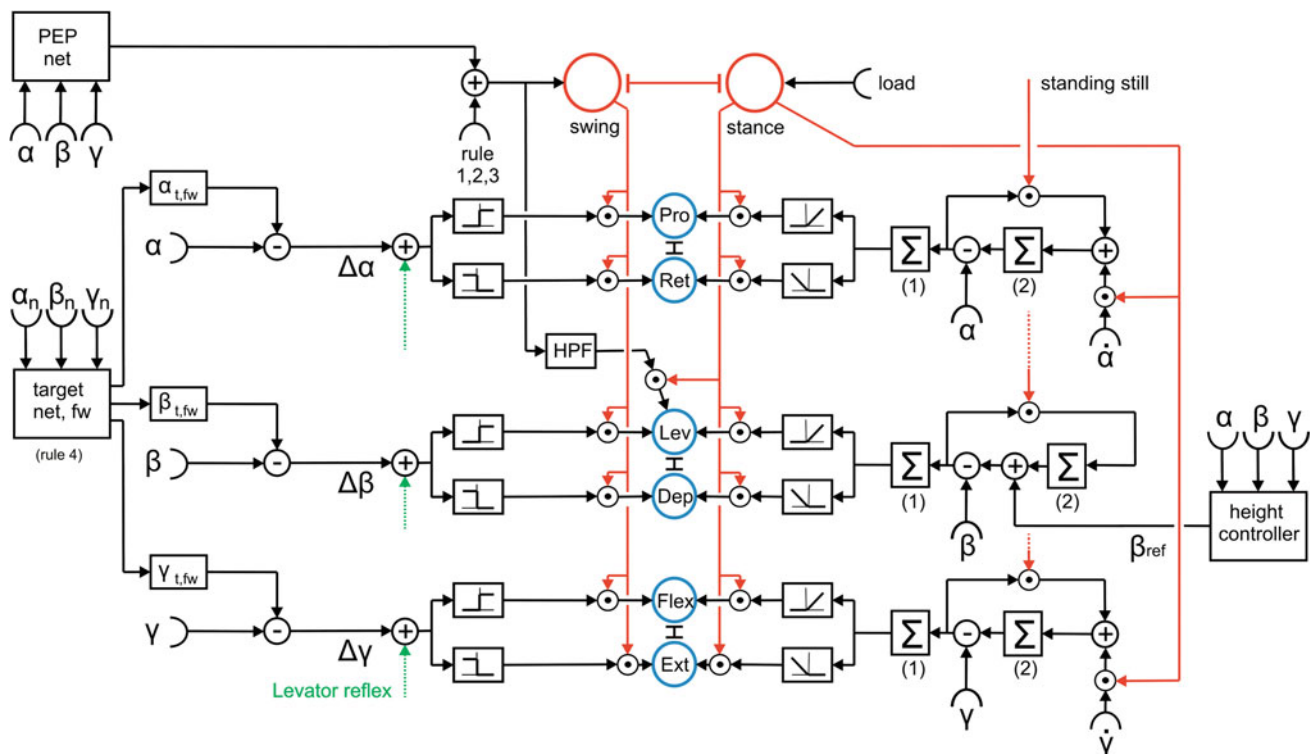 PEP
net
α β γ
rule
1,2,3
swing
stance
load
standing still
α t,fw
α
Δα
Pro
Ret
Σ
(1)
α
Σ
(2)
α̇
αn βn γn
target
net, fw
(rule 4)
HPF
β t,fw
β
Δβ
Lev
Dep
Σ
(1)
β
Σ
(2)
βref
α β γ
height
controller
γ t,fw
γ
Δγ
Levator reflex
Flex
Ext
Σ
(1)
γ
Σ
(2)
γ̇